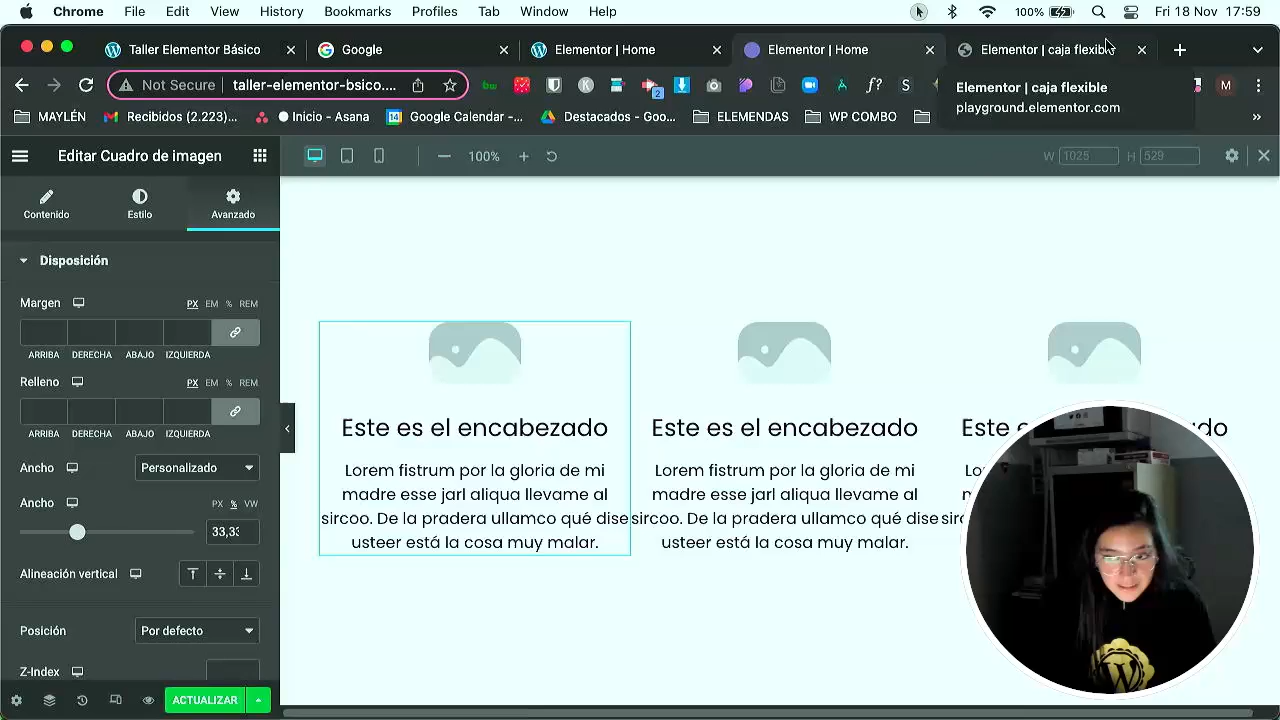 Chrome File Edit View History Bookmarks Profiles Tab Window Help 100% Fri 18 Nov 17:59
Taller Elementor Básico Google Elementor | Home Elementor | Home Elementor | caja flexible
Not Secure taller-elementor-bsico.... 2 f? S M
Elementor | caja flexible
playground.elementor.com
MAYLÉN Recibidos (2.223)... Inicio - Asana 14 Google Calendar -... Destacados - Goo... ELEMENDAS WP COMBO »
Editar Cuadro de imagen 100% W 1025 H 529
Contenido Estilo Avanzado
Disposición
Margen PX EM % REM
ARRIBA DERECHA ABAJO IZQUIERDA
Relleno PX EM % REM
ARRIBA DERECHA ABAJO IZQUIERDA
Ancho Personalizado
Ancho PX % VW
33,33
Alineación vertical
Posición Por defecto
Z-Index
ACTUALIZAR
Este es el encabezado
Lorem fistrum por la gloria de mi
madre esse jarl aliqua llevame al
sircoo. De la pradera ullamco qué dise
usteer está la cosa muy malar.
Este es el encabezado
Lorem fistrum por la gloria de mi
madre esse jarl aliqua llevame al
sircoo. De la pradera ullamco qué dise
usteer está la cosa muy malar.